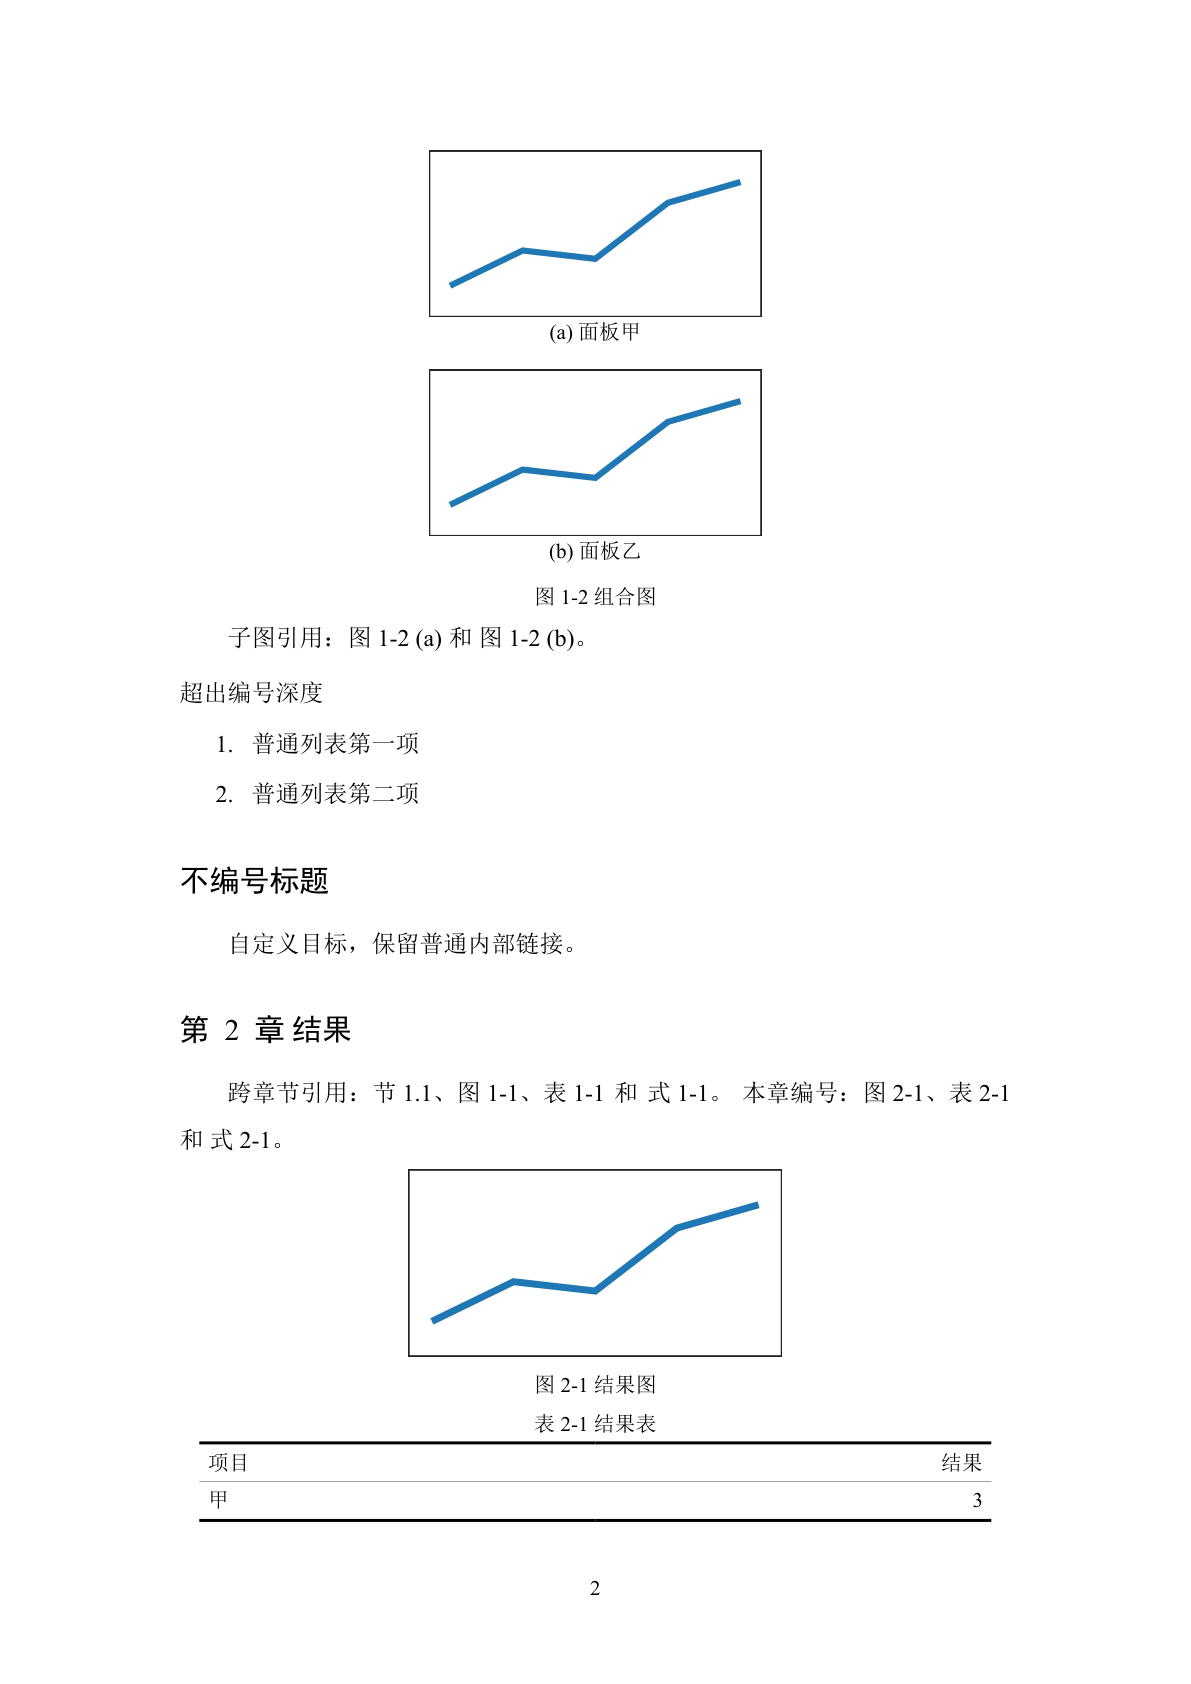 (a) 面板甲
(b) 面板乙
图 1-2 组合图
子图引用：图 1-2 (a) 和 图 1-2 (b)。
超出编号深度
1. 普通列表第一项
2. 普通列表第二项
不编号标题
自定义目标，保留普通内部链接。
第 2 章 结果
跨章节引用：节 1.1、图 1-1、表 1-1 和 式 1-1。 本章编号：图 2-1、表 2-1
和 式 2-1。
图 2-1 结果图
表 2-1 结果表
项目 结果
甲 3
2